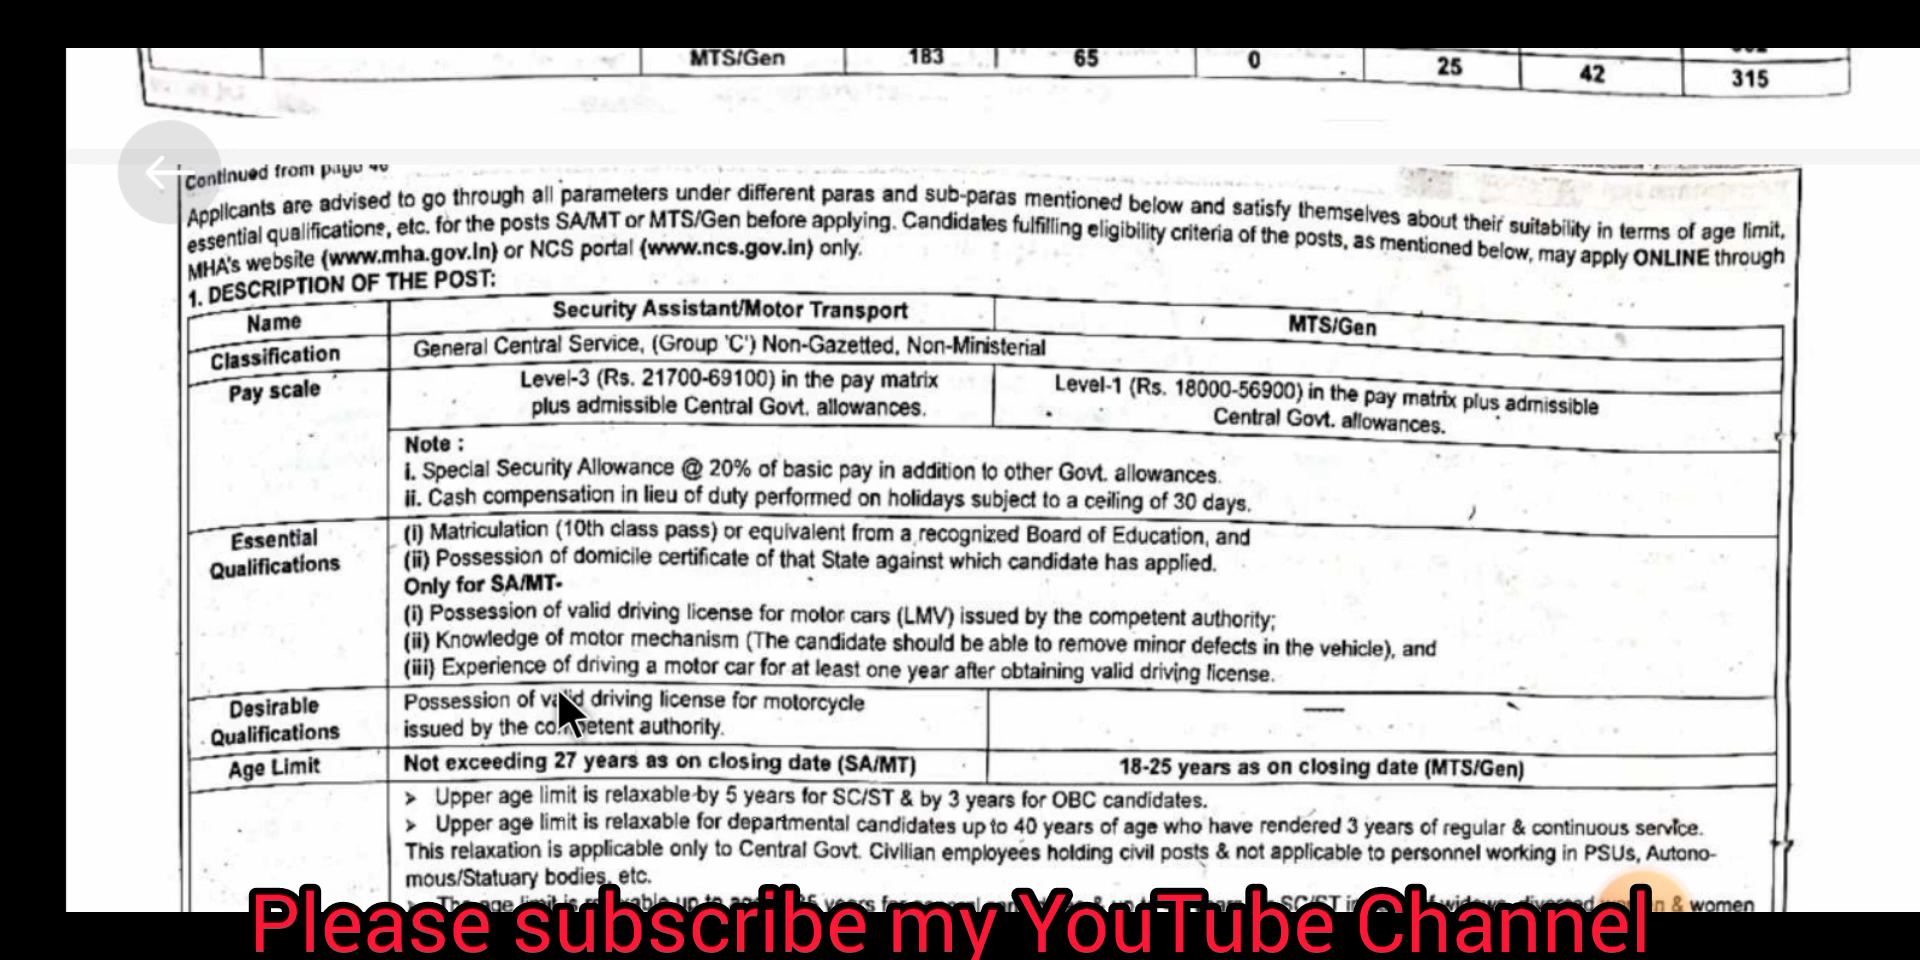 MTS/Gen 183 65 0 25 42 315
Continued from page
Applicants are advised to go through all parameters under different paras and sub-paras mentioned below and satisfy themselves about their suitability in terms of age limit,
essential qualifications, etc. for the posts SA/MT or MTS/Gen before applying. Candidates fulfilling eligibility criteria of the posts, as mentioned below, may apply ONLINE through
MHA's website (www.mha.gov.in) or NCS portal (www.ncs.gov.in) only.
1. DESCRIPTION OF THE POST:
Name Security Assistant/Motor Transport MTS/Gen
Classification General Central Service, (Group 'C') Non-Gazetted, Non-Ministerial
Pay scale Level-3 (Rs. 21700-69100) in the pay matrix
plus admissible Central Govt. allowances.
Level-1 (Rs. 18000-56900) in the pay matrix plus admissible
Central Govt. allowances.
Note :
i. Special Security Allowance @ 20% of basic pay in addition to other Govt. allowances.
ii. Cash compensation in lieu of duty performed on holidays subject to a ceiling of 30 days.
Essential
Qualifications
(i) Matriculation (10th class pass) or equivalent from a recognized Board of Education, and
(ii) Possession of domicile certificate of that State against which candidate has applied.
Only for SA/MT-
(i) Possession of valid driving license for motor cars (LMV) issued by the competent authority;
(ii) Knowledge of motor mechanism (The candidate should be able to remove minor defects in the vehicle), and
(iii) Experience of driving a motor car for at least one year after obtaining valid driving license.
Desirable
Qualifications
Possession of valid driving license for motorcycle
issued by the competent authority.
Age Limit Not exceeding 27 years as on closing date (SA/MT) 18-25 years as on closing date (MTS/Gen)
➤ Upper age limit is relaxable by 5 years for SC/ST & by 3 years for OBC candidates.
➤ Upper age limit is relaxable for departmental candidates up to 40 years of age who have rendered 3 years of regular & continuous service.
This relaxation is applicable only to Central Govt. Civilian employees holding civil posts & not applicable to personnel working in PSUs, Autono-
mous/Statuary bodies, etc.
& women
Please subscribe my YouTube Channel